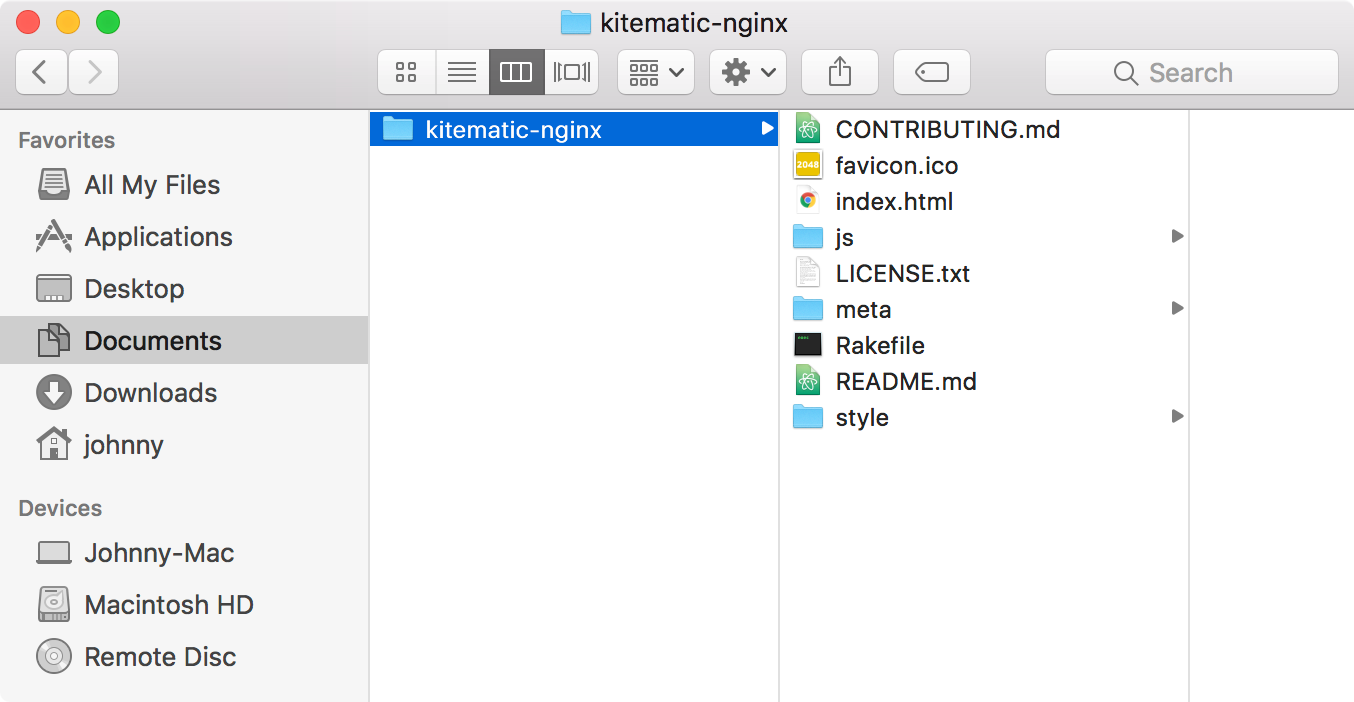 kitematic-nginx
Search
Favorites
All My Files
Applications
Desktop
Documents
Downloads
johnny
Devices
Johnny-Mac
Macintosh HD
Remote Disc
kitematic-nginx
CONTRIBUTING.md
2048
favicon.ico
index.html
js
LICENSE.txt
meta
Rakefile
README.md
style